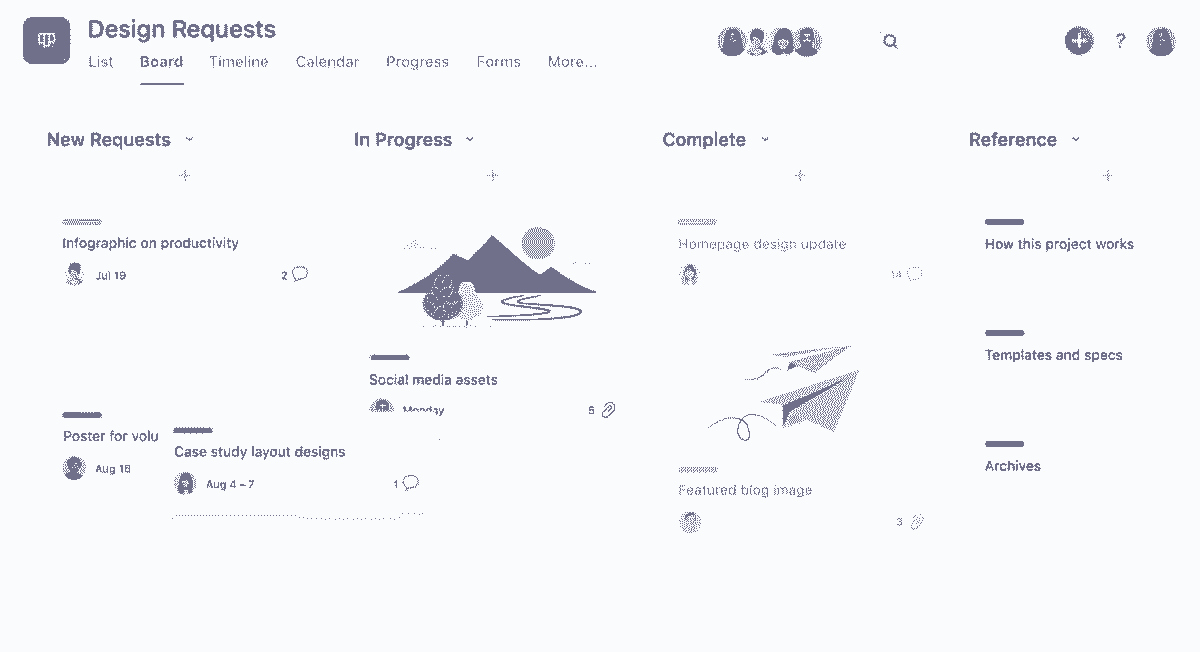 Design Requests
List Board Timeline Calendar Progress Forms More...
?
New Requests
Infographic on productivity
Jul 19 2
Poster for volu
Aug 16
Case study layout designs
Aug 4 – 7 1
In Progress
Social media assets
Monday 5
Complete
Homepage design update
14
Featured blog image
3
Reference
How this project works
Templates and specs
Archives